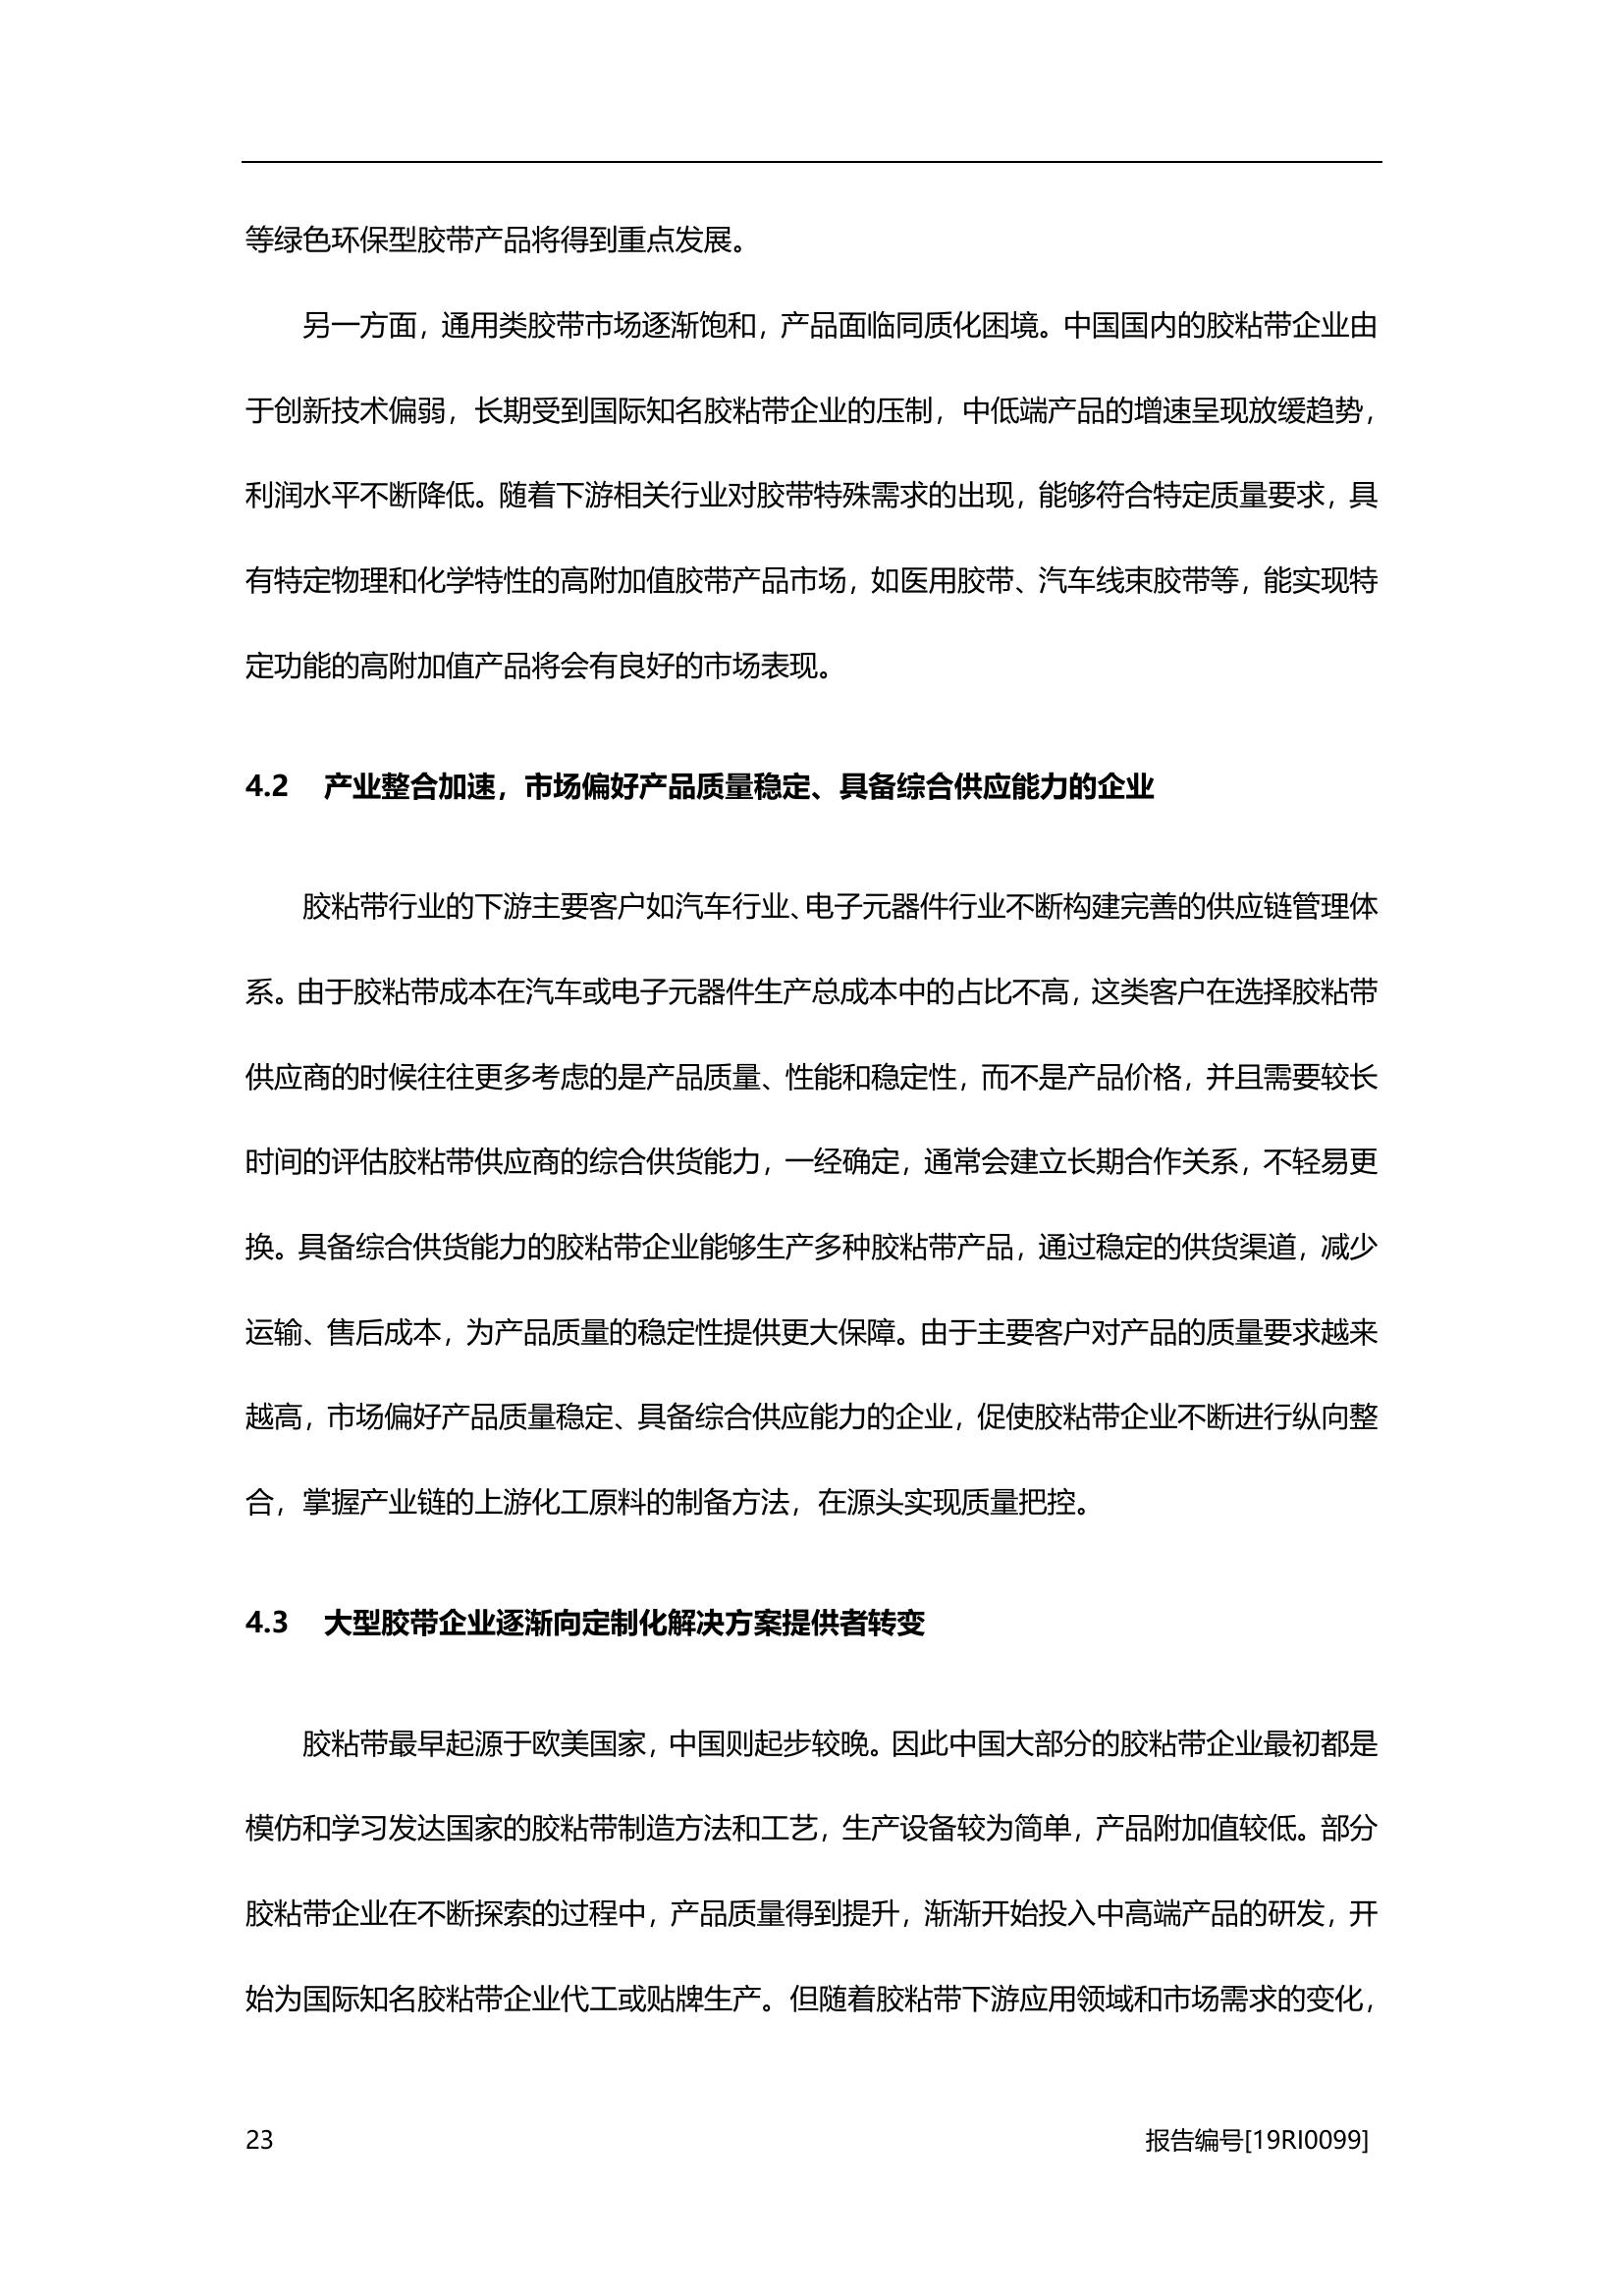 等绿色环保型胶带产品将得到重点发展。
另一方面，通用类胶带市场逐渐饱和，产品面临同质化困境。中国国内的胶粘带企业由
于创新技术偏弱，长期受到国际知名胶粘带企业的压制，中低端产品的增速呈现放缓趋势，
利润水平不断降低。随着下游相关行业对胶带特殊需求的出现，能够符合特定质量要求，具
有特定物理和化学特性的高附加值胶带产品市场，如医用胶带、汽车线束胶带等，能实现特
定功能的高附加值产品将会有良好的市场表现。
4.2 产业整合加速，市场偏好产品质量稳定、具备综合供应能力的企业
胶粘带行业的下游主要客户如汽车行业、电子元器件行业不断构建完善的供应链管理体
系。由于胶粘带成本在汽车或电子元器件生产总成本中的占比不高，这类客户在选择胶粘带
供应商的时候往往更多考虑的是产品质量、性能和稳定性，而不是产品价格，并且需要较长
时间的评估胶粘带供应商的综合供货能力，一经确定，通常会建立长期合作关系，不轻易更
换。具备综合供货能力的胶粘带企业能够生产多种胶粘带产品，通过稳定的供货渠道，减少
运输、售后成本，为产品质量的稳定性提供更大保障。由于主要客户对产品的质量要求越来
越高，市场偏好产品质量稳定、具备综合供应能力的企业，促使胶粘带企业不断进行纵向整
合，掌握产业链的上游化工原料的制备方法，在源头实现质量把控。
4.3 大型胶带企业逐渐向定制化解决方案提供者转变
胶粘带最早起源于欧美国家，中国则起步较晚。因此中国大部分的胶粘带企业最初都是
模仿和学习发达国家的胶粘带制造方法和工艺，生产设备较为简单，产品附加值较低。部分
胶粘带企业在不断探索的过程中，产品质量得到提升，渐渐开始投入中高端产品的研发，开
始为国际知名胶粘带企业代工或贴牌生产。但随着胶粘带下游应用领域和市场需求的变化，
23 报告编号[19RI0099]